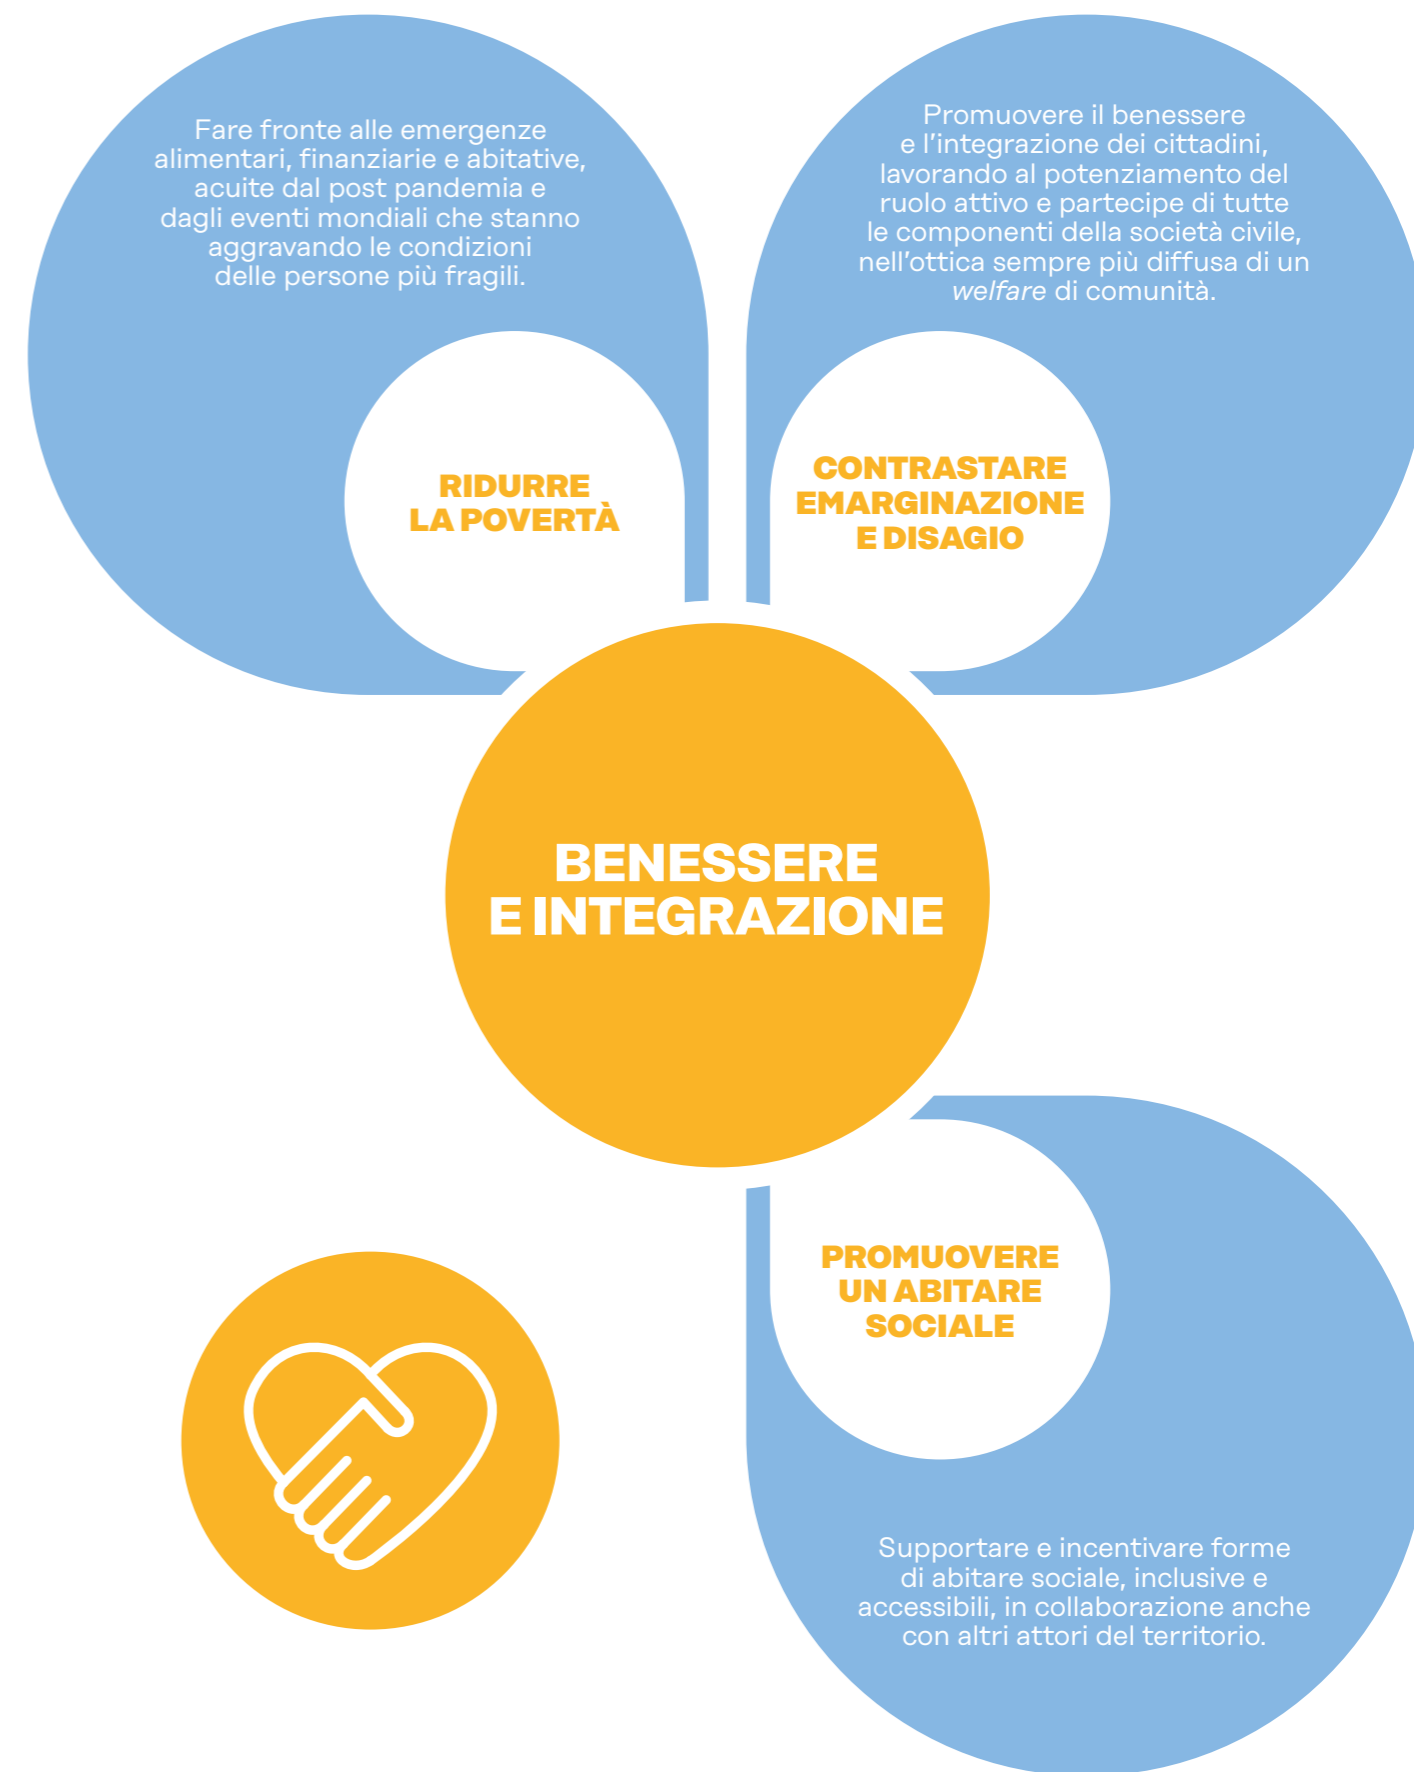 Fare fronte alle emergenze
alimentari, finanziarie e abitative,
acuite dal post pandemia e
dagli eventi mondiali che stanno
aggravando le condizioni
delle persone più fragili.
RIDURRE
LA POVERTÀ
Promuovere il benessere
e l’integrazione dei cittadini,
lavorando al potenziamento del
ruolo attivo e partecipe di tutte
le componenti della società civile,
nell’ottica sempre più diffusa di un
welfare di comunità.
CONTRASTARE
EMARGINAZIONE
E DISAGIO
BENESSERE
E INTEGRAZIONE
PROMUOVERE
UN ABITARE
SOCIALE
Supportare e incentivare forme
di abitare sociale, inclusive e
accessibili, in collaborazione anche
con altri attori del territorio.